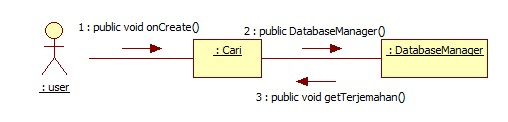 1 : public void onCreate()
2 : public DatabaseManager()
: Cari
: DatabaseManager
: user
3 : public void getTerjemahan()